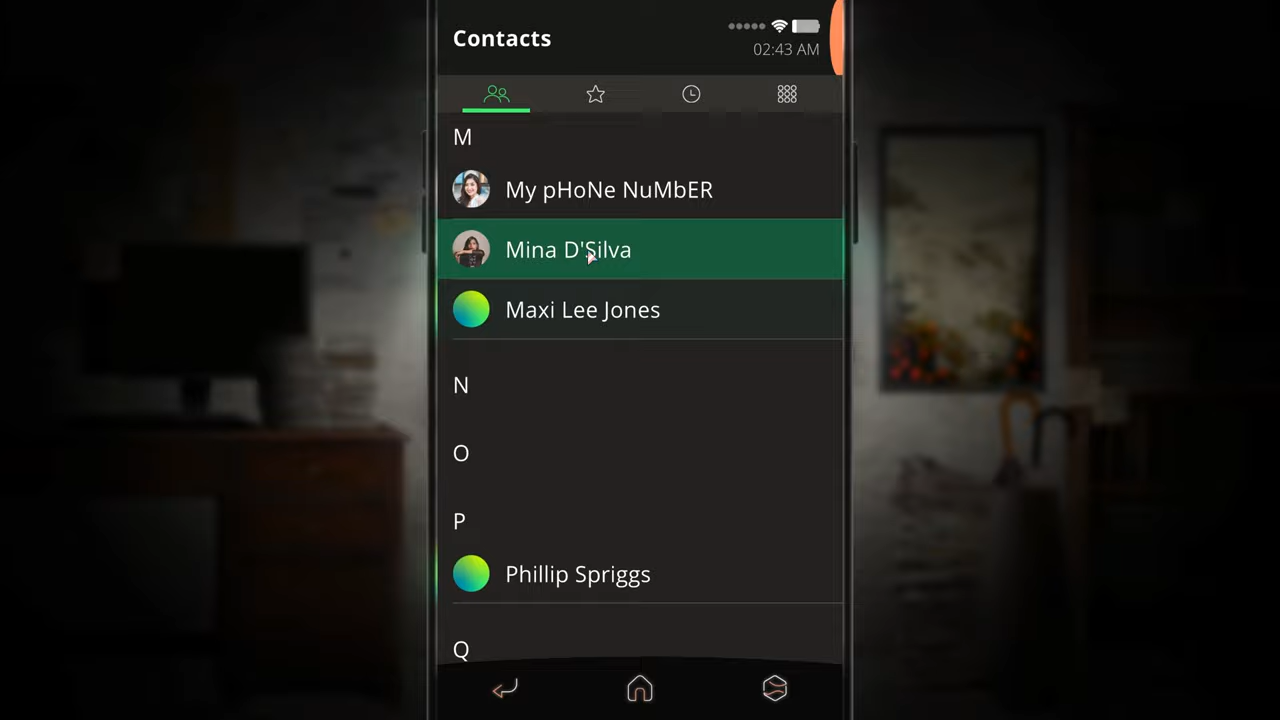 Contacts
02:43 AM
M
My pHoNe NuMbER
Mina D'Silva
Maxi Lee Jones
N
O
P
Phillip Spriggs
Q